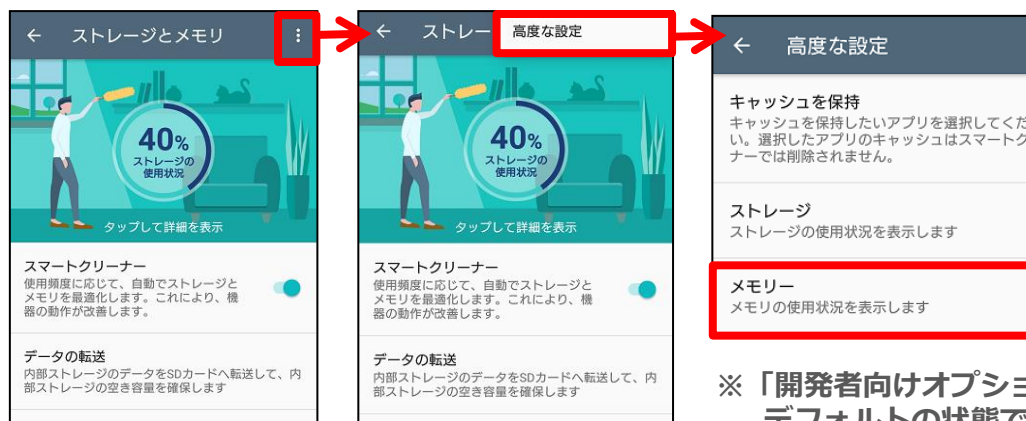 ストレージとメモリ
40%
ストレージの
使用状況
タップして詳細を表示
スマートクリーナー
使用頻度に応じて、自動でストレージと
メモリを最適化します。これにより、機
器の動作が改善します。
データの転送
内部ストレージのデータをSDカードへ転送して、内
部ストレージの空き容量を確保します
ストレー
高度な設定
40%
ストレージの
使用状況
タップして詳細を表示
スマートクリーナー
使用頻度に応じて、自動でストレージと
メモリを最適化します。これにより、機
器の動作が改善します。
データの転送
内部ストレージのデータをSDカードへ転送して、内
部ストレージの空き容量を確保します
高度な設定
キャッシュを保持
キャッシュを保持したいアプリを選択してくだ
い。選択したアプリのキャッシュはスマートク
ナーでは削除されません。
ストレージ
ストレージの使用状況を表示します
メモリー
メモリの使用状況を表示します
※「開発者向けオプショ
デフォルトの状態で